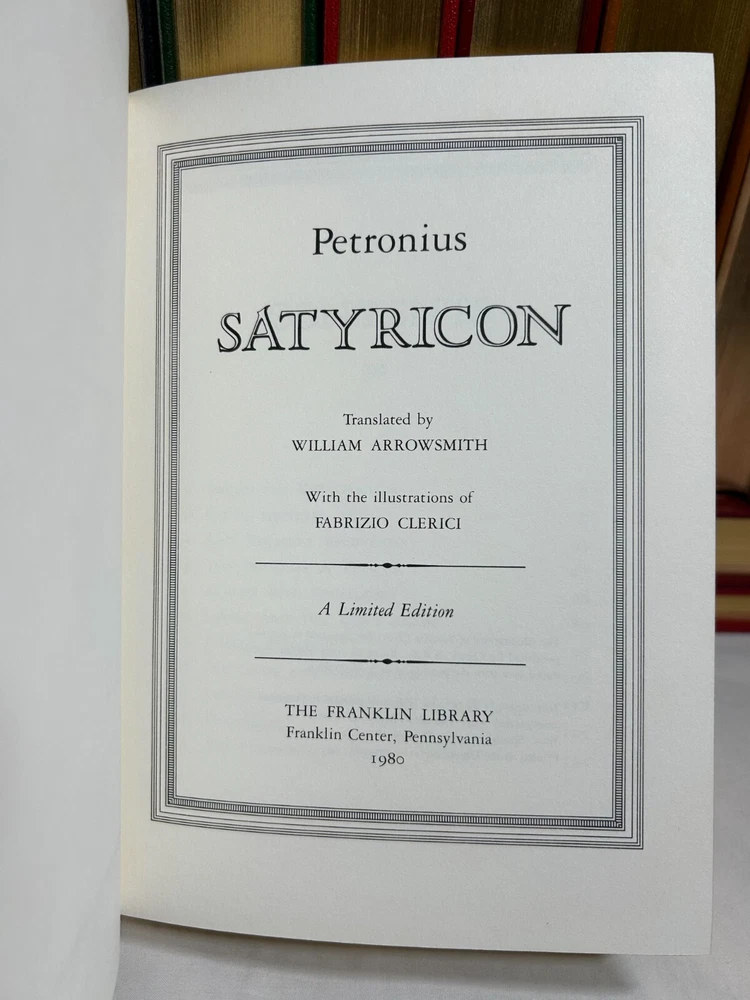 Petronius
SATYRICON
Translated by
WILLIAM ARROWSMITH
With the illustrations of
FABRIZIO CLERICI
A Limited Edition
THE FRANKLIN LIBRARY
Franklin Center, Pennsylvania
1980